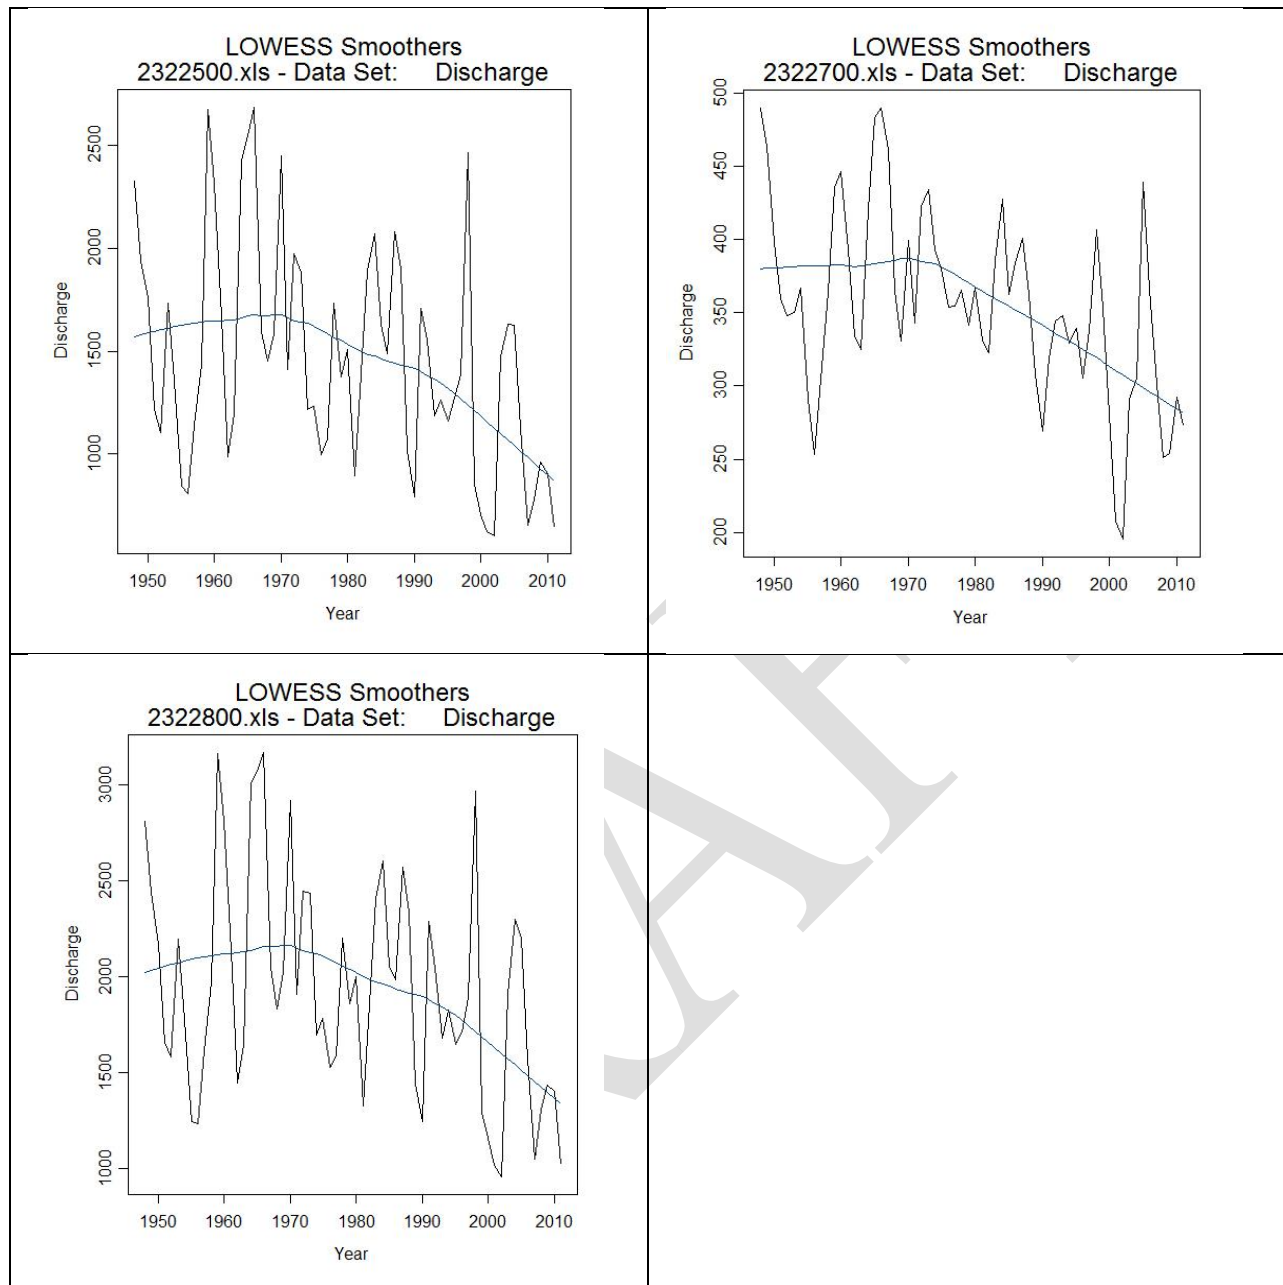 LOWESS Smoothers
2322500.xls - Data Set: Discharge
Discharge
2500
2000
1500
1000
1950 1960 1970 1980 1990 2000 2010
Year
LOWESS Smoothers
2322700.xls - Data Set: Discharge
Discharge
500
450
400
350
300
250
200
1950 1960 1970 1980 1990 2000 2010
Year
LOWESS Smoothers
2322800.xls - Data Set: Discharge
Discharge
3000
2500
2000
1500
1000
1950 1960 1970 1980 1990 2000 2010
Year